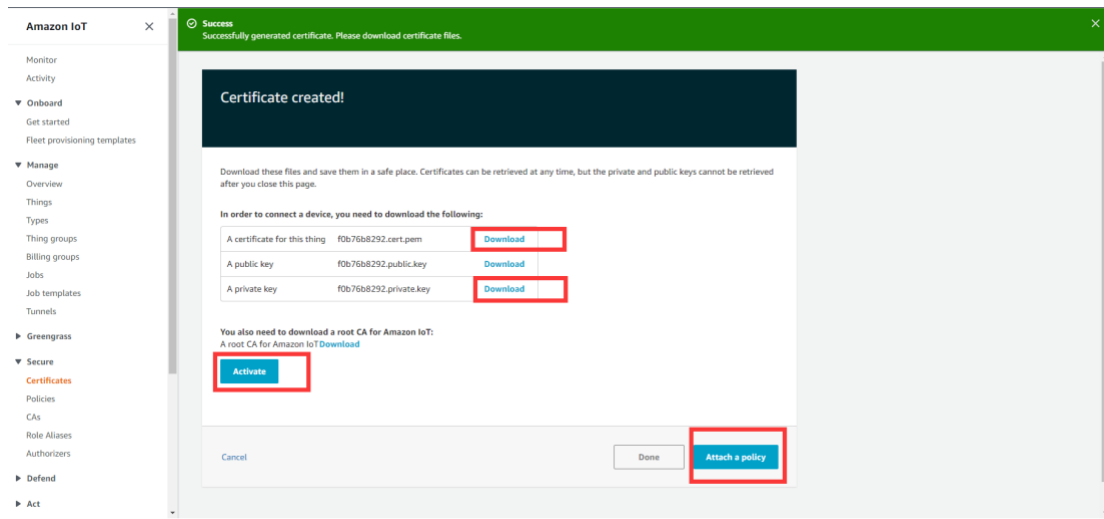 Amazon IoT
Success
Successfully generated certificate. Please download certificate files.
Monitor
Activity
Onboard
Get started
Fleet provisioning templates
Manage
Overview
Things
Types
Thing groups
Billing groups
Jobs
Job templates
Tunnels
Greengrass
Secure
Certificates
Policies
CAs
Role Aliases
Authorizers
Defend
Act
Certificate created!
Download these files and save them in a safe place. Certificates can be retrieved at any time, but the private and public keys cannot be retrieved
after you close this page.
In order to connect a device, you need to download the following:
A certificate for this thing f0b76b8292.cert.pem Download
A public key f0b76b8292.public.key Download
A private key f0b76b8292.private.key Download
You also need to download a root CA for Amazon IoT:
A root CA for Amazon IoTDownload
Activate
Cancel Done Attach a policy